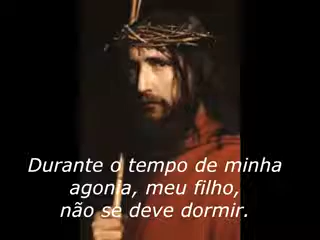 Durante o tempo de minha
agonia, meu filho,
não se deve dormir.